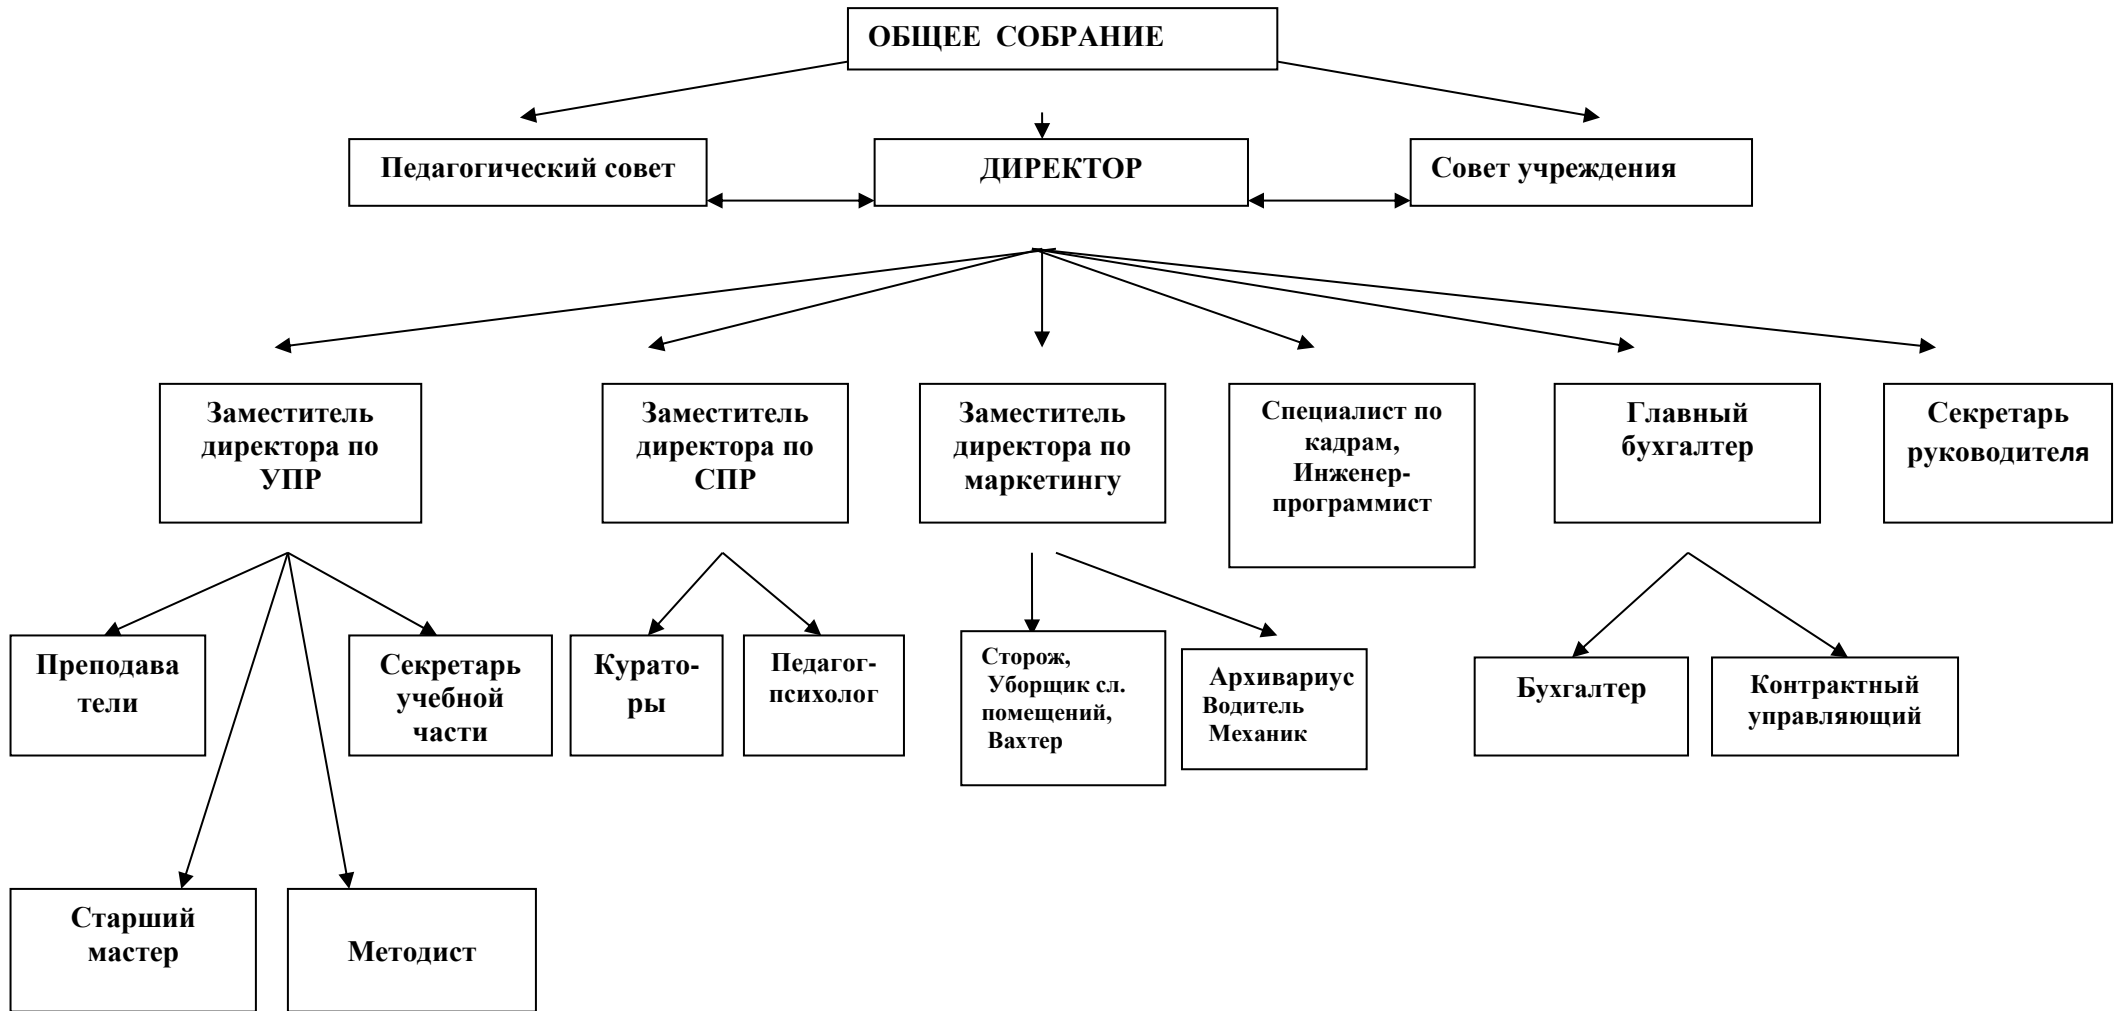 ОБЩЕЕ СОБРАНИЕ
Педагогический совет
ДИРЕКТОР
Совет учреждения
Заместитель
директора по
УПР
Заместитель
директора по
СПР
Заместитель
директора по
маркетингу
Специалист по
кадрам,
Инженер-
программист
Главный
бухгалтер
Секретарь
руководителя
Преподава
тели
Секретарь
учебной
части
Курато-
ры
Педагог-
психолог
Сторож,
Уборщик сл.
помещений,
Вахтер
Архивариус
Водитель
Механик
Бухгалтер
Контрактный
управляющий
Старший
мастер
Методист